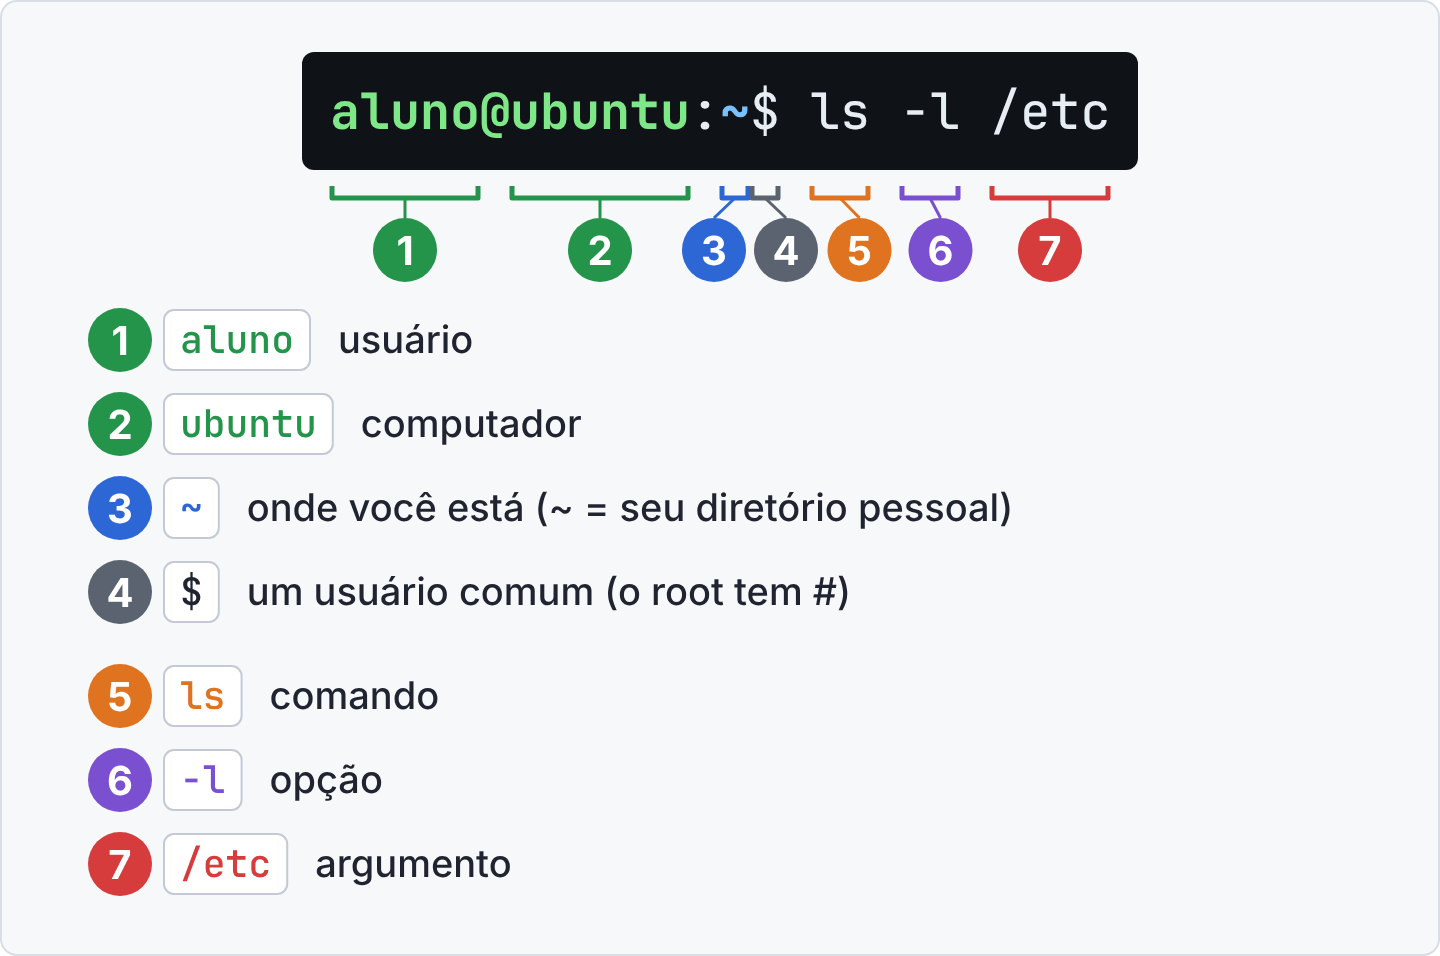 aluno@ubuntu:~$ ls -l /etc
1 2 3 4 5 6 7
1 aluno usuário
2 ubuntu computador
3 ~ onde você está (~ = seu diretório pessoal)
4 $ um usuário comum (o root tem #)
5 ls comando
6 -l opção
7 /etc argumento